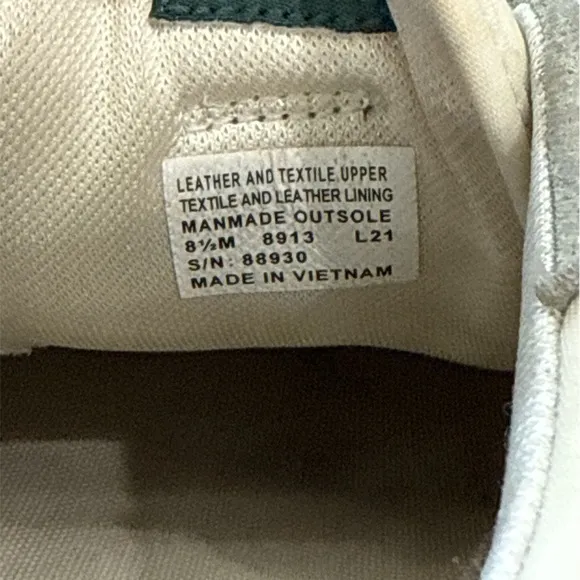 LEATHER AND TEXTILE UPPER
TEXTILE AND LEATHER LINING
MANMADE OUTSOLE
8½M 8913 L21
S/N: 88930
MADE IN VIETNAM